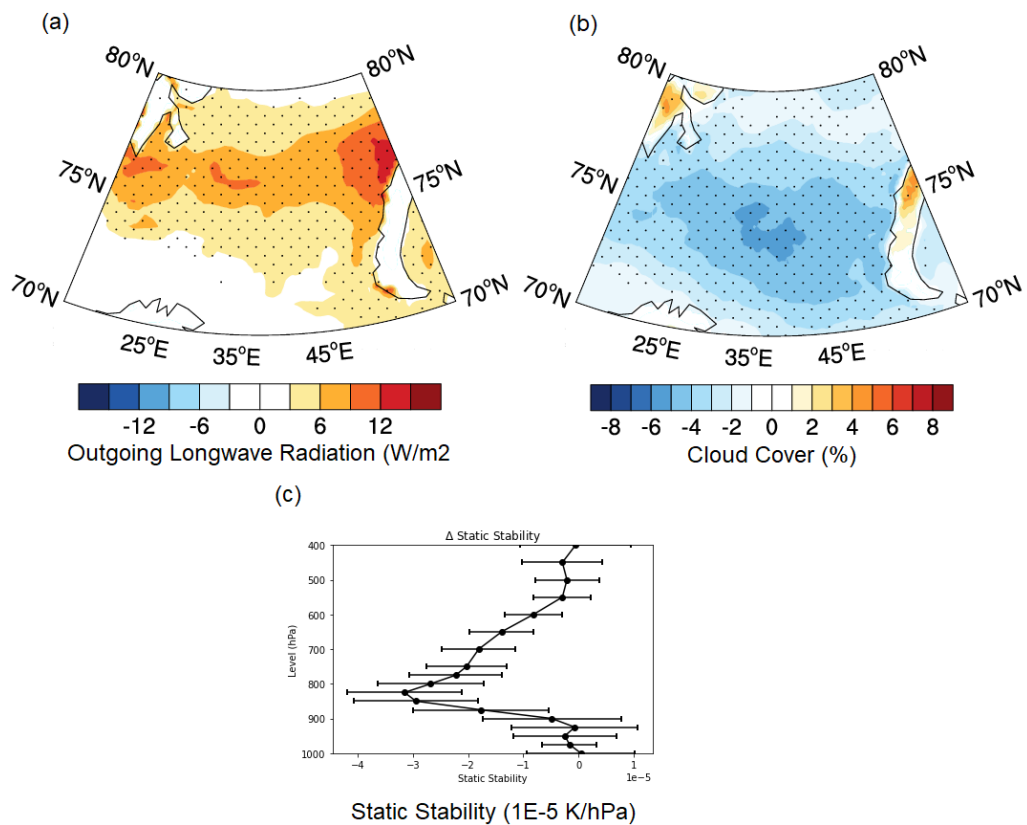 (a)
(b)
80°N
80°N
80°N
80°N
75°N
75°N
75°N
75°N
70°N
70°N
70°N
70°N
25°E
35°E
45°E
25°E
35°E
45°E
-12 -6 0 6 12
-8 -6 -4 -2 0 2 4 6 8
Outgoing Longwave Radiation (W/m2
Cloud Cover (%)
(c)
Δ Static Stability
400
500
600
700
800
900
1000
Level (hPa)
−4 −3 −2 −1 0 1
1e−5
Static Stability
Static Stability (1E-5 K/hPa)